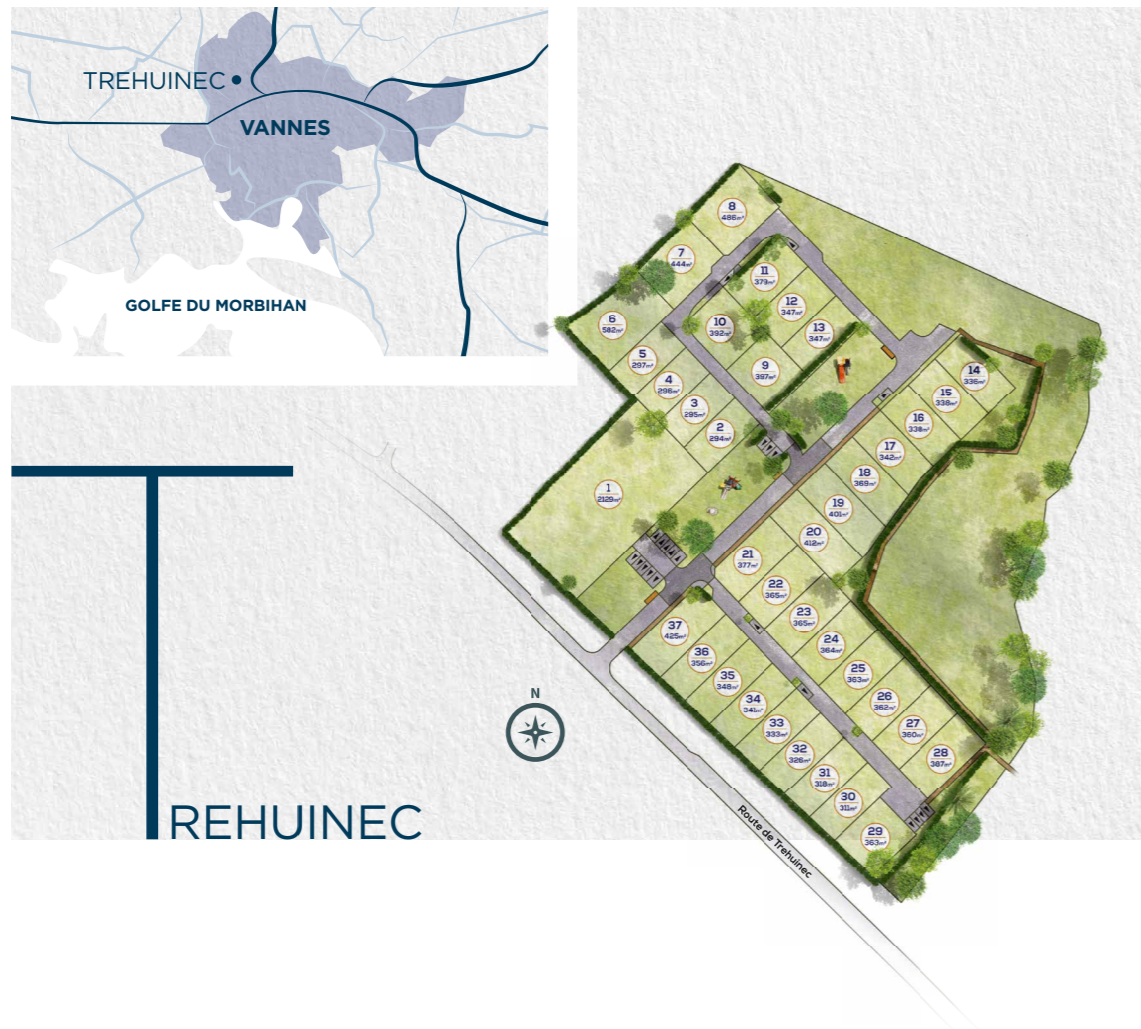 TREHUINEC
VANNES
GOLFE DU MORBIHAN
8
486m²
7
444m²
11
379m²
12
347m²
6
582m²
10
392m²
13
347m²
5
297m²
9
397m²
4
296m²
14
336m²
3
295m²
15
338m²
2
294m²
16
338m²
17
342m²
18
369m²
1
2129m²
19
401m²
20
412m²
21
377m²
22
365m²
23
365m²
37
425m²
24
364m²
36
356m²
25
363m²
35
348m²
26
362m²
34
341m²
27
360m²
33
333m²
28
387m²
32
326m²
31
318m²
30
311m²
29
363m²
N
Route de Trehuinec
TREHUINEC